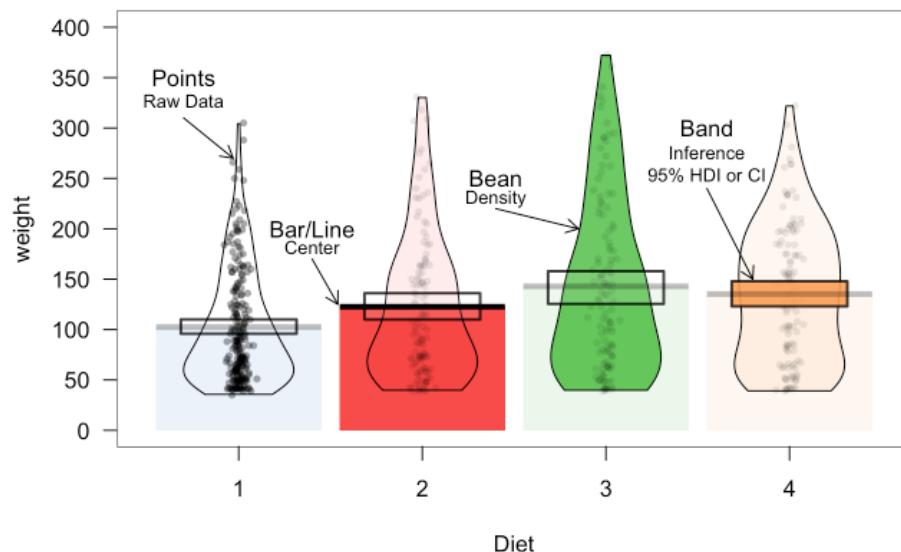 400
350
300
250
200
150
100
50
0
weight
Points
Raw Data
Bar/Line
Center
Bean
Density
Band
Inference
95% HDI or CI
1 2 3 4
Diet